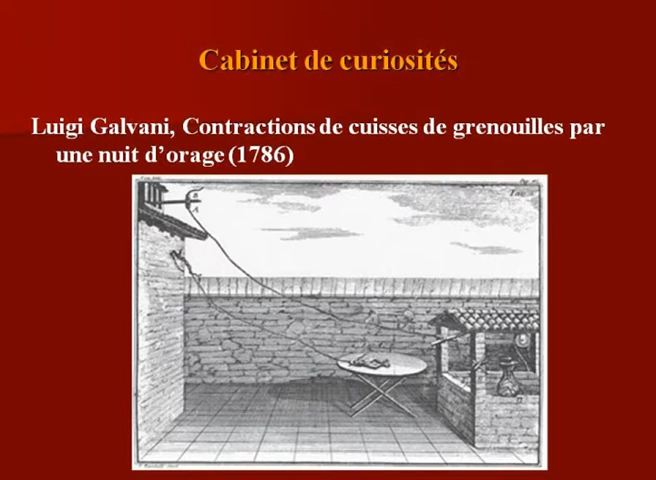 Cabinet de curiosités
Luigi Galvani, Contractions de cuisses de grenouilles par
une nuit d’orage (1786)